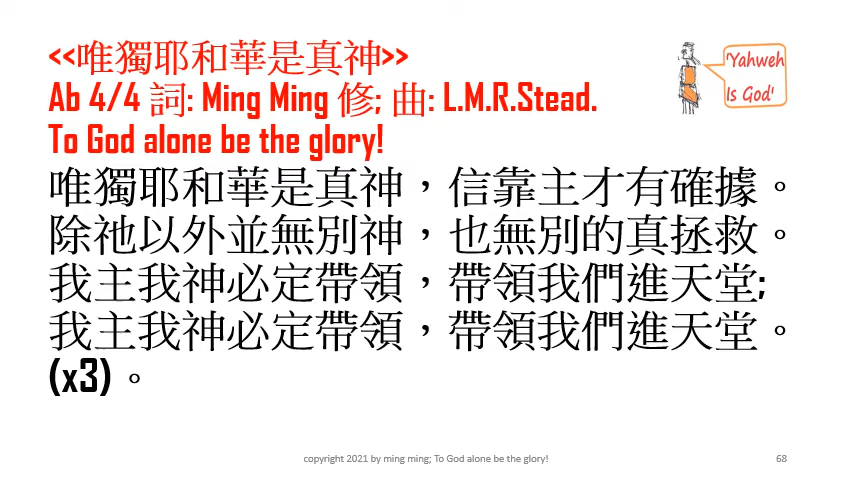 <<唯獨耶和華是真神>>
Ab 4/4 詞: Ming Ming 修; 曲: L.M.R.Stead.
To God alone be the glory!
'Yahweh
Is God'
唯獨耶和華是真神，信靠主才有確據。
除祂以外並無別神，也無別的真拯救。
我主我神必定帶領，帶領我們進天堂;
我主我神必定帶領，帶領我們進天堂。
(x3)。
copyright 2021 by ming ming; To God alone be the glory!
68